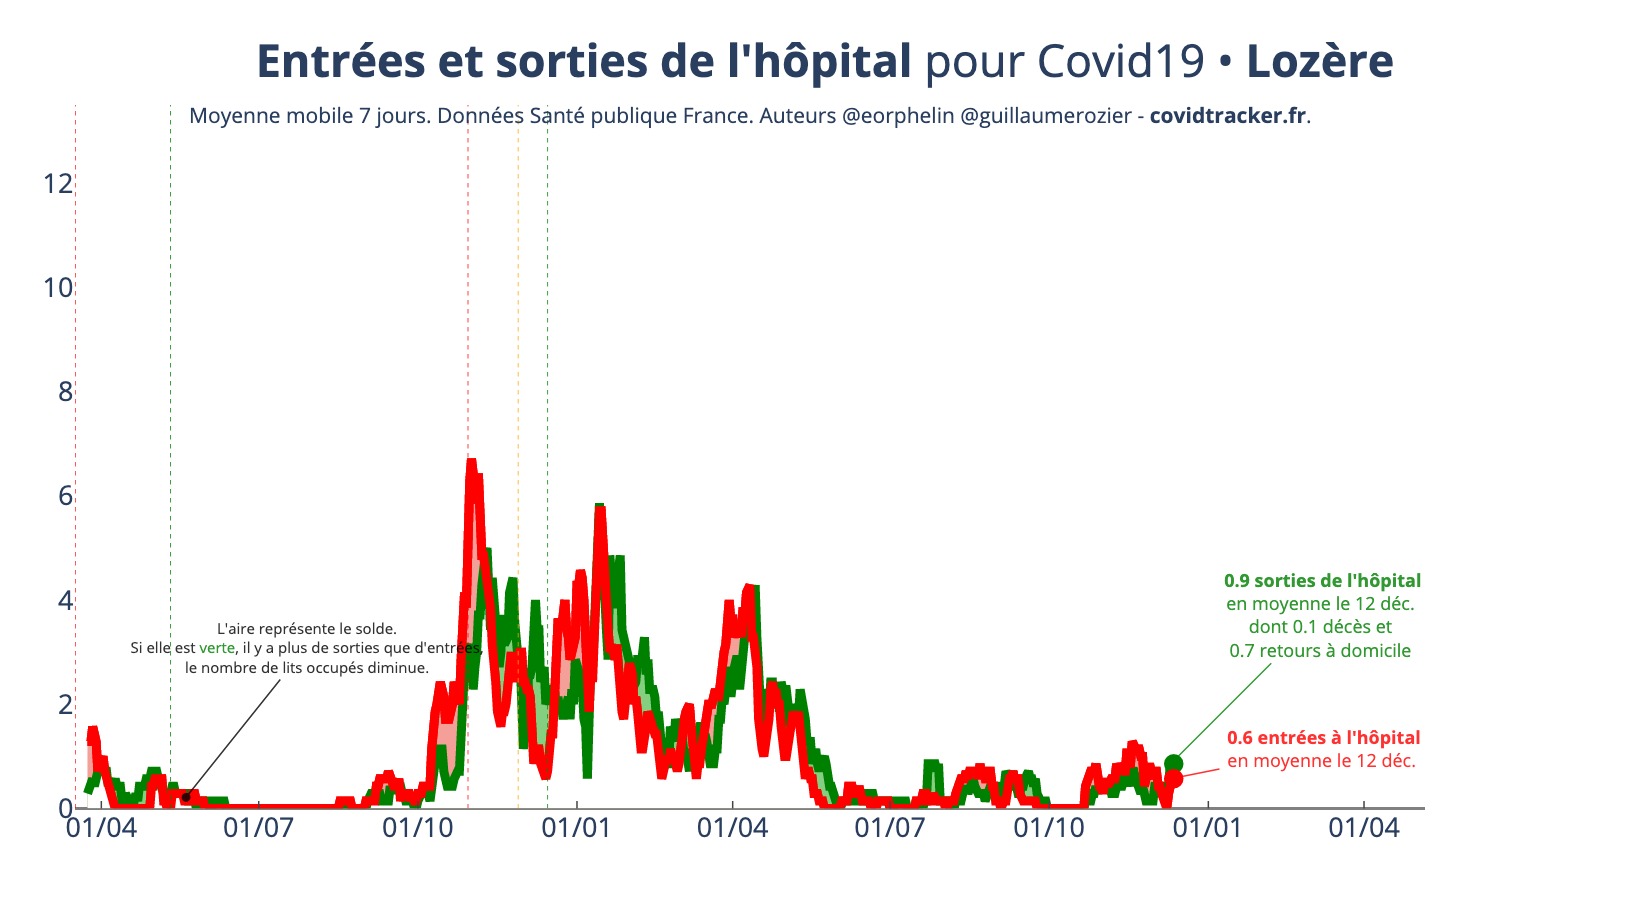 Entrées et sorties de l'hôpital pour Covid19 • Lozère
Moyenne mobile 7 jours. Données Santé publique France. Auteurs @eorphelin @guillaumerozier - covidtracker.fr.
12
10
8
6
4
2
0
L'aire représente le solde.
Si elle est verte, il y a plus de sorties que d'entrées,
le nombre de lits occupés diminue.
0.9 sorties de l'hôpital
en moyenne le 12 déc.
dont 0.1 décès et
0.7 retours à domicile
0.6 entrées à l'hôpital
en moyenne le 12 déc.
01/04 01/07 01/10 01/01 01/04 01/07 01/10 01/01 01/04